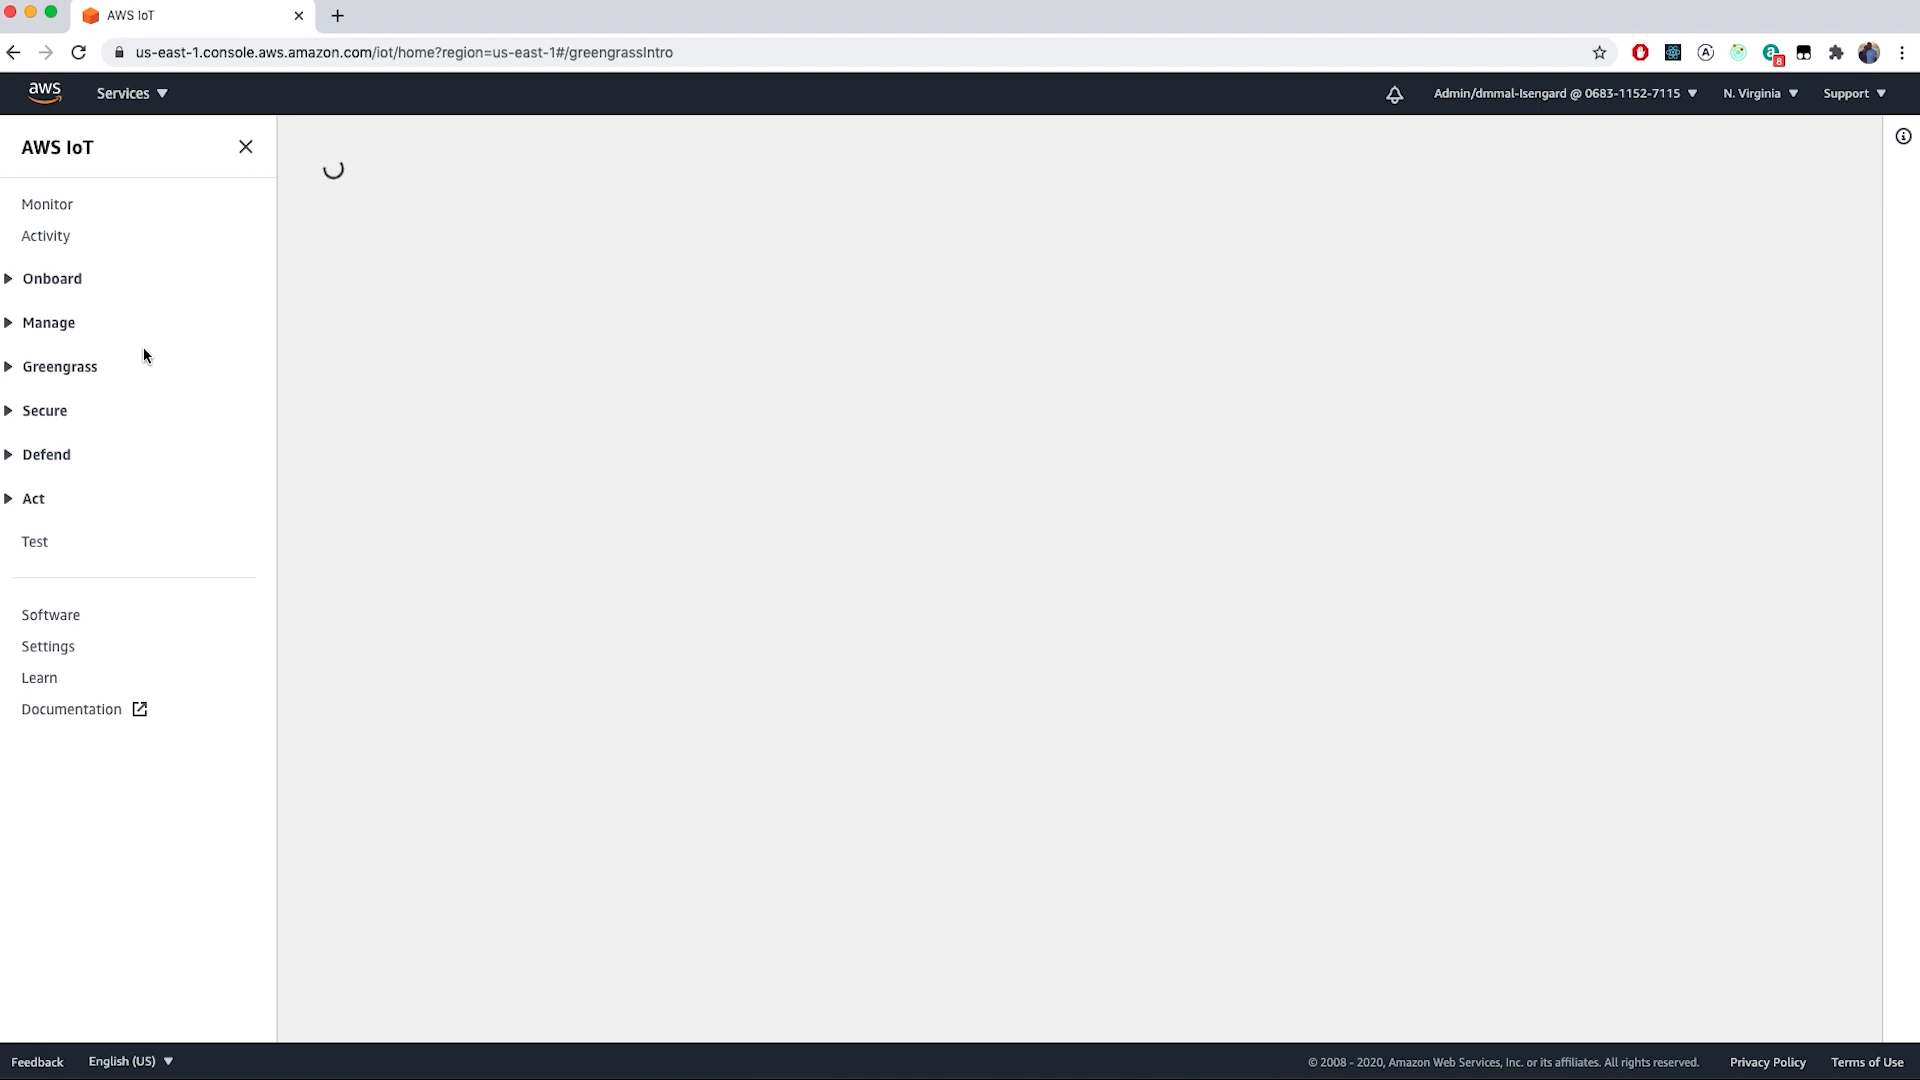 AWS IoT
us-east-1.console.aws.amazon.com/iot/home?region=us-east-1#/greengrassIntro
A
a
8
aws
Services
Admin/dmmal-Isengard @ 0683-1152-7115
N. Virginia
Support
AWS IoT
Monitor
Activity
Onboard
Manage
Greengrass
Secure
Defend
Act
Test
Software
Settings
Learn
Documentation
Feedback
English (US)
© 2008 - 2020, Amazon Web Services, Inc. or its affiliates. All rights reserved.
Privacy Policy
Terms of Use